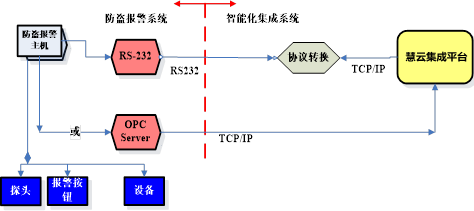 防盗报警系统
智能化集成系统
防盗报警
主机
RS-232
RS232
协议转换
TCP/IP
慧云集成平台
或
OPC
Server
TCP/IP
探头
报警按
钮
设备